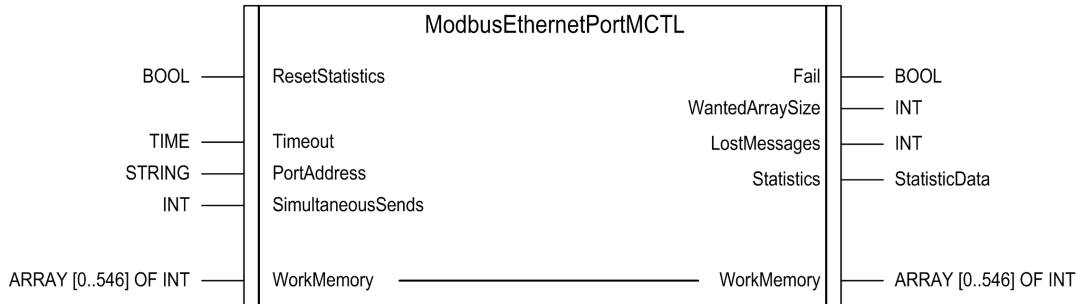 ModbusEthernetPortMCTL
BOOL ResetStatistics Fail BOOL
WantedArraySize INT
TIME Timeout LostMessages INT
STRING PortAddress Statistics StatisticData
INT SimultaneousSends
ARRAY [0..546] OF INT WorkMemory WorkMemory ARRAY [0..546] OF INT